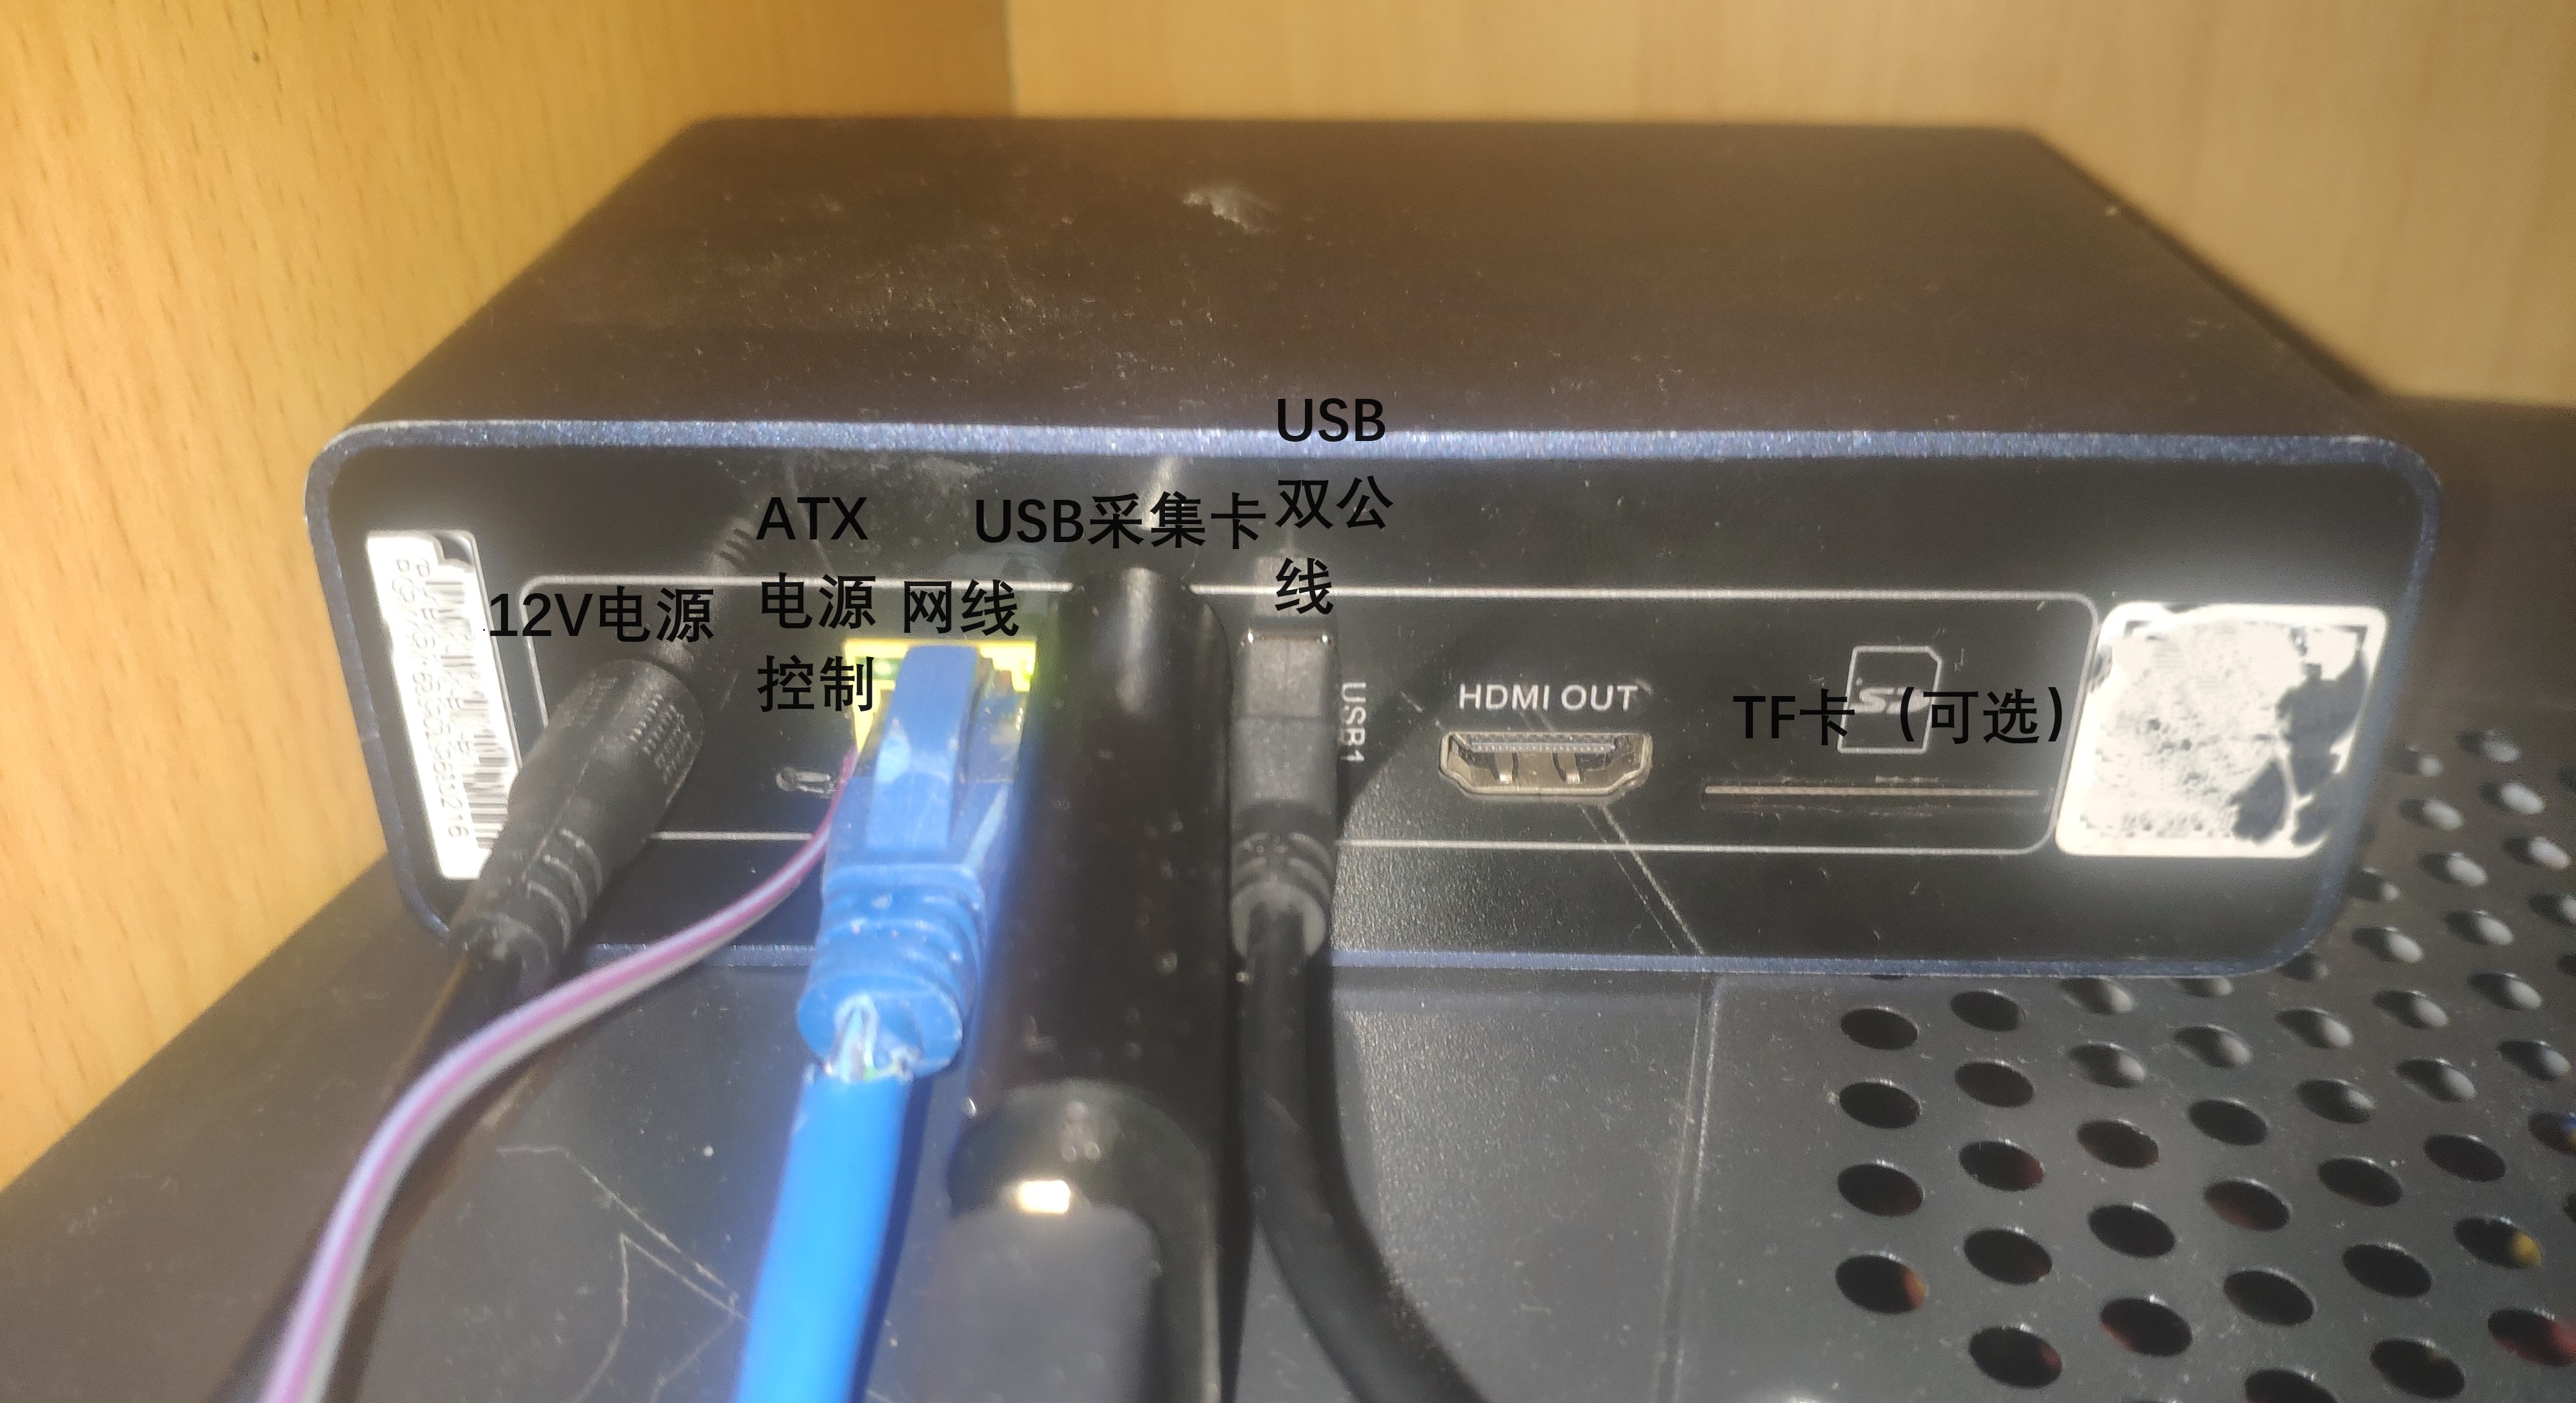 USB
双公
线
ATX
电源
控制
USB采集卡
12V电源
网线
USB1
HDMI OUT
TF卡（可选）